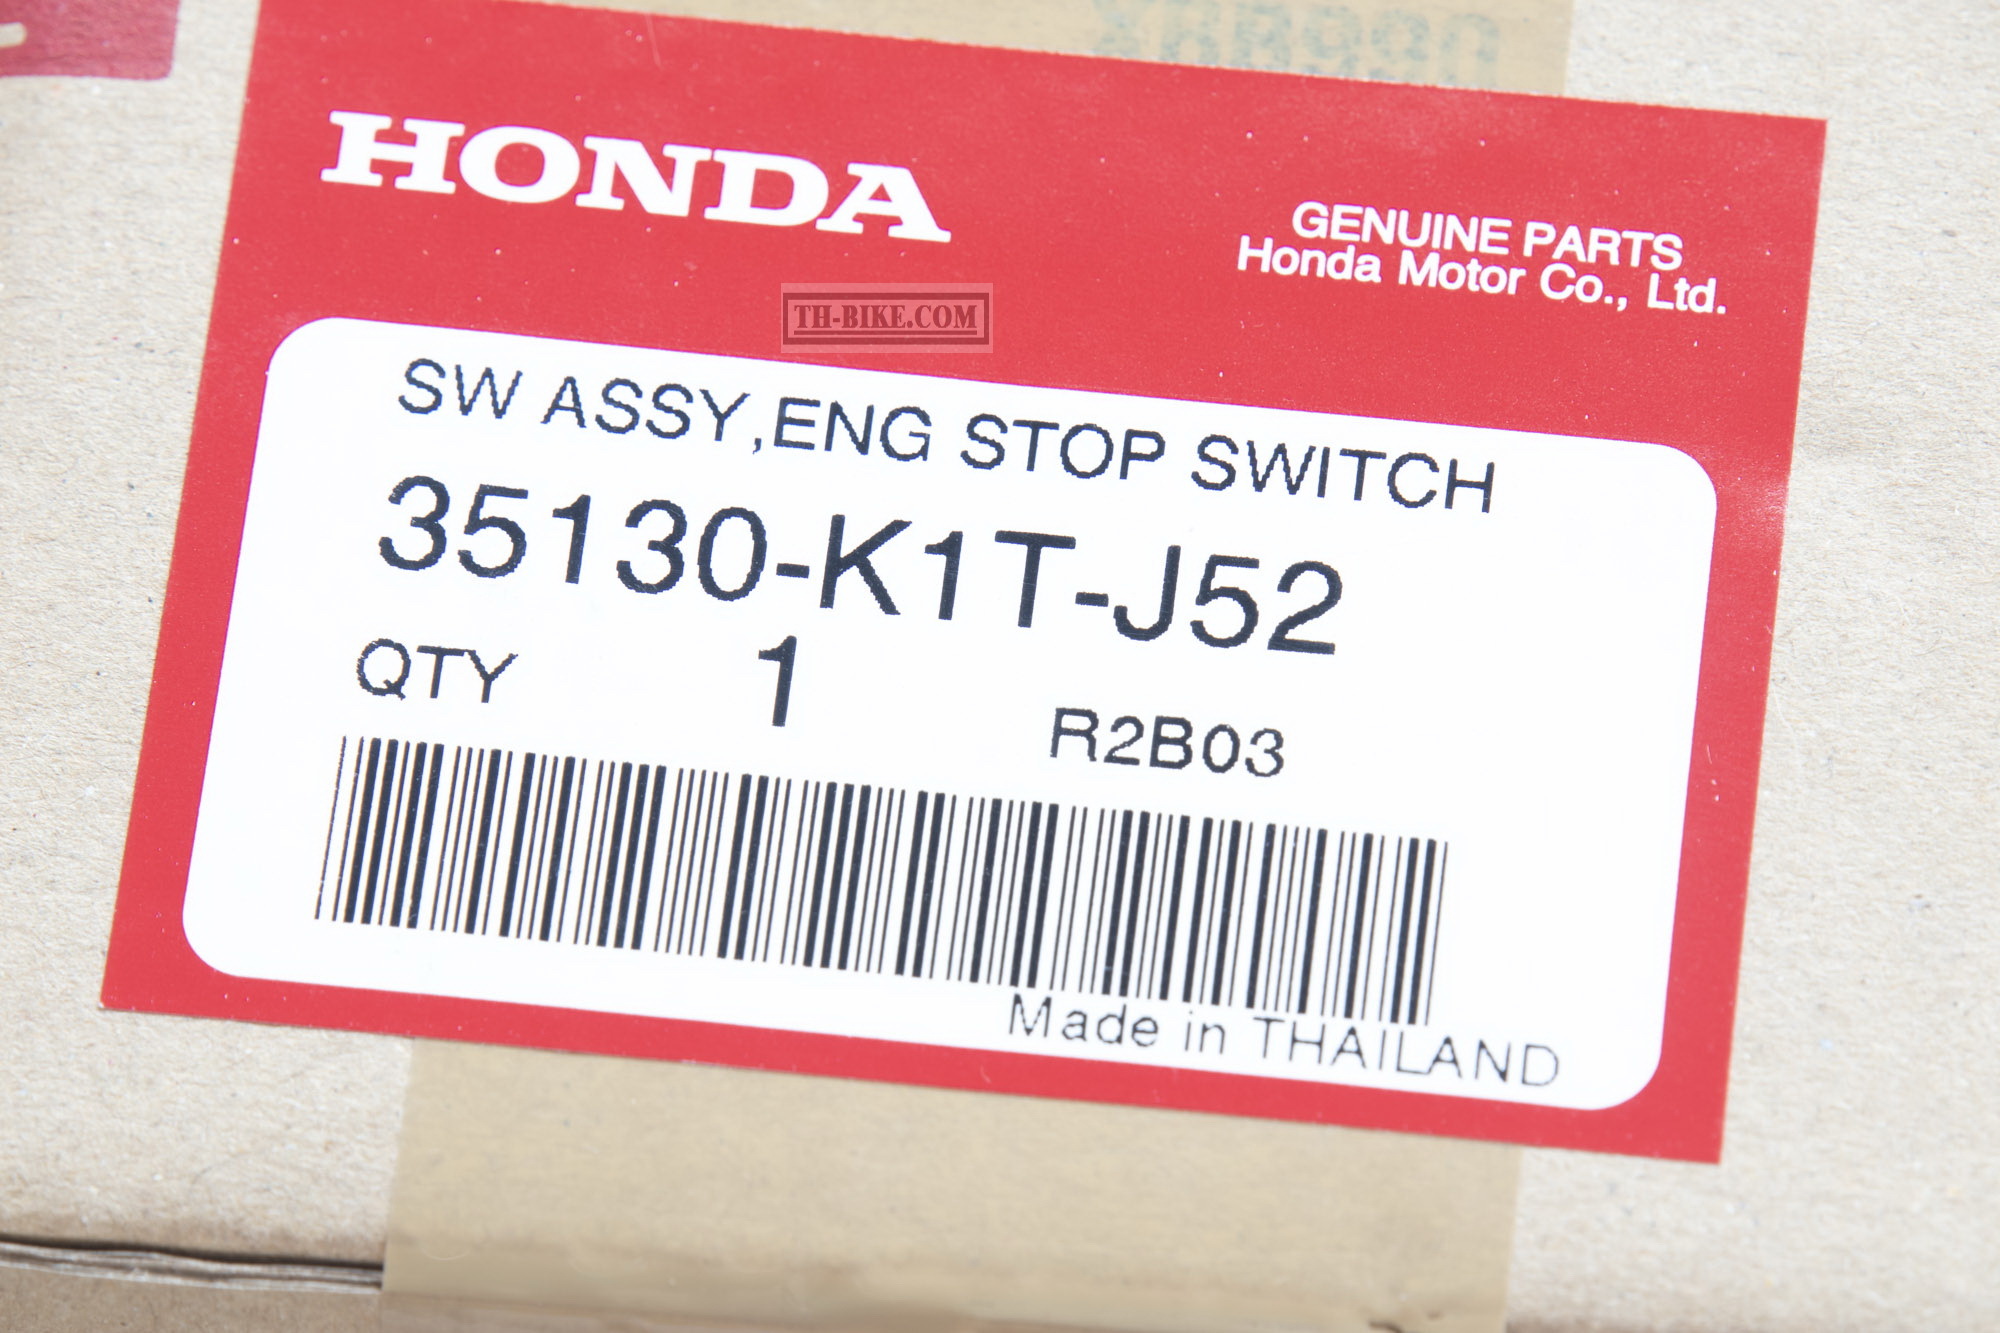 HONDA
GENUINE PARTS
Honda Motor Co., Ltd.
TH-BIKE.COM
SW ASSY,ENG STOP SWITCH
35130-K1T-J52
QTY 1 R2B03
Made in THAILAND